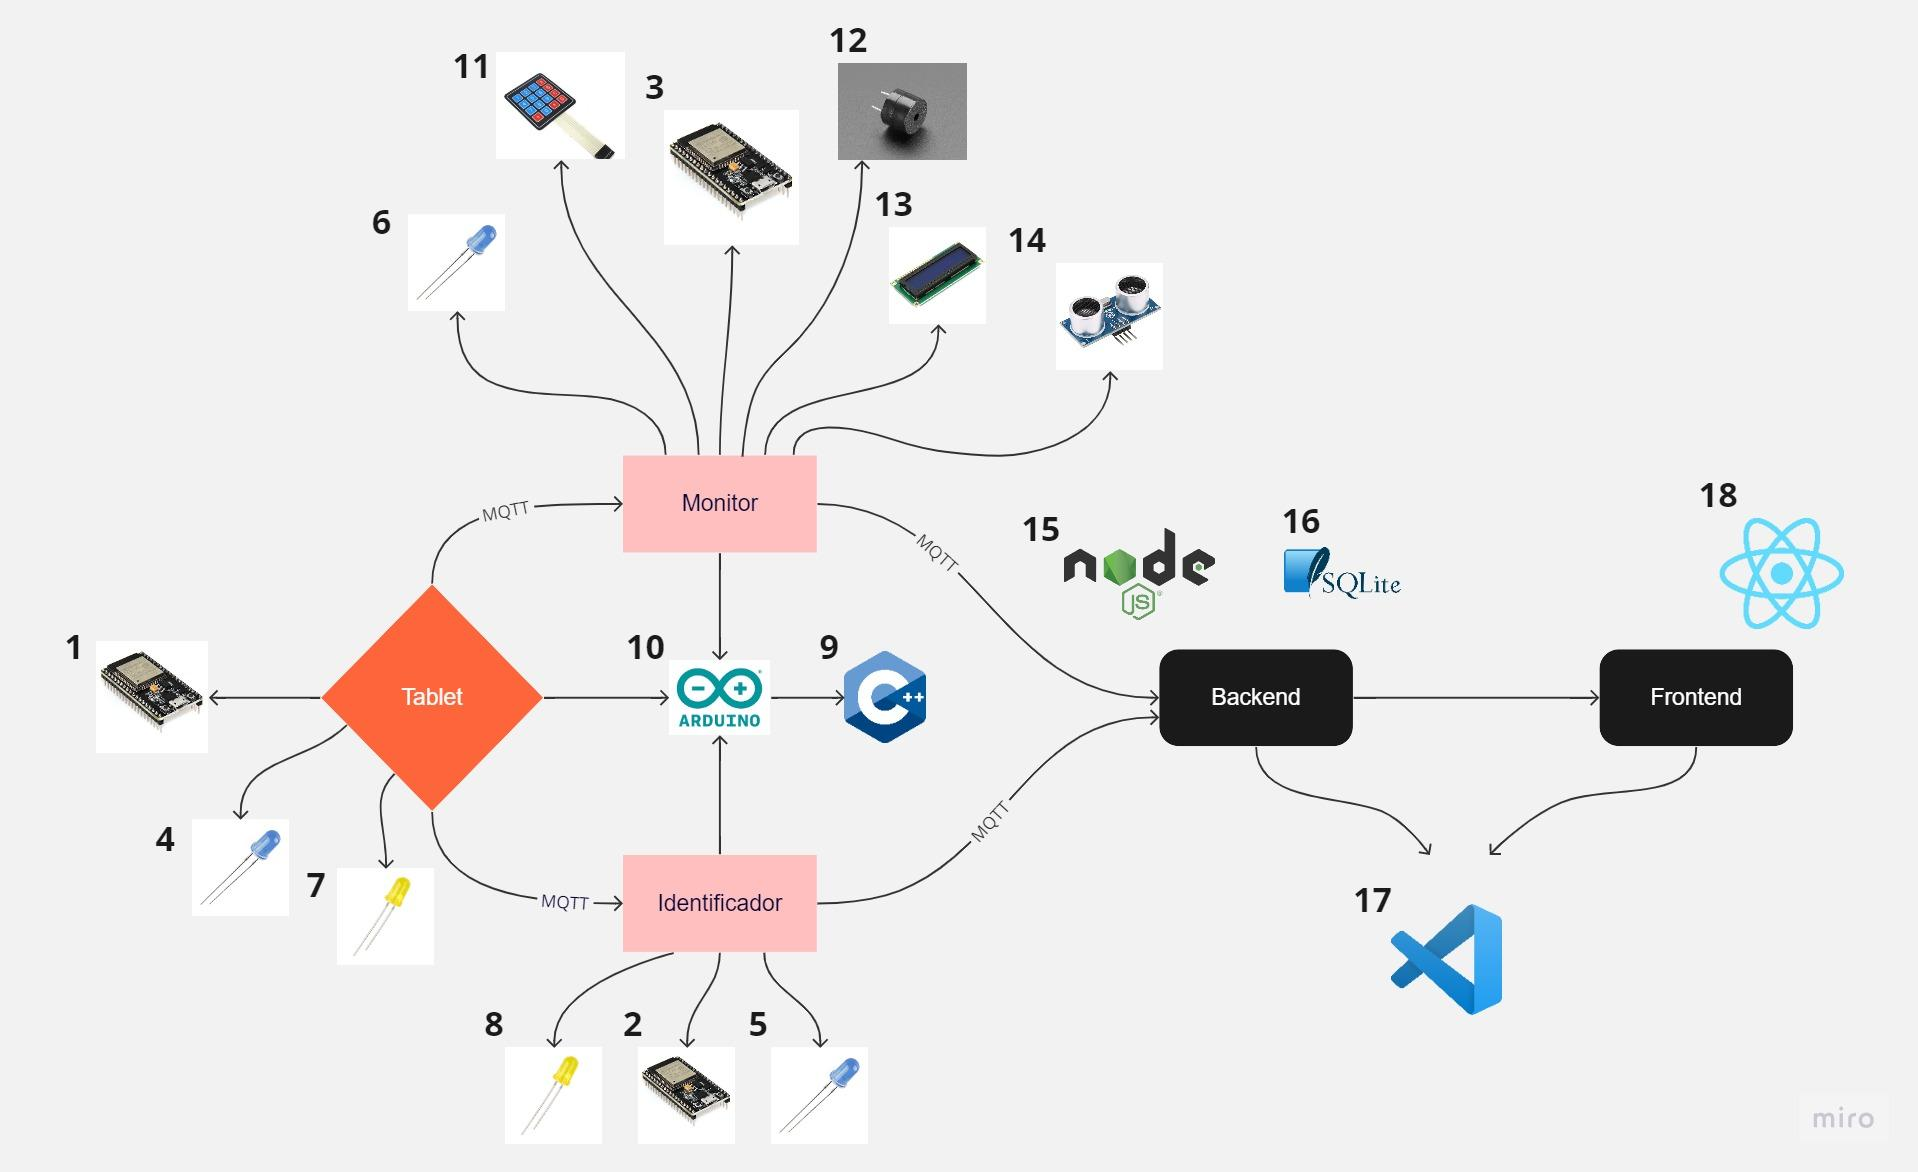 12
11
3
13
6
14
Monitor
MQTT
MQTT
18
16
15
node
JS
SQLite
1
10
9
Tablet
ARDUINO
C++
Backend
Frontend
4
7
MQTT
17
MQTT
Identificador
8
2
5
miro